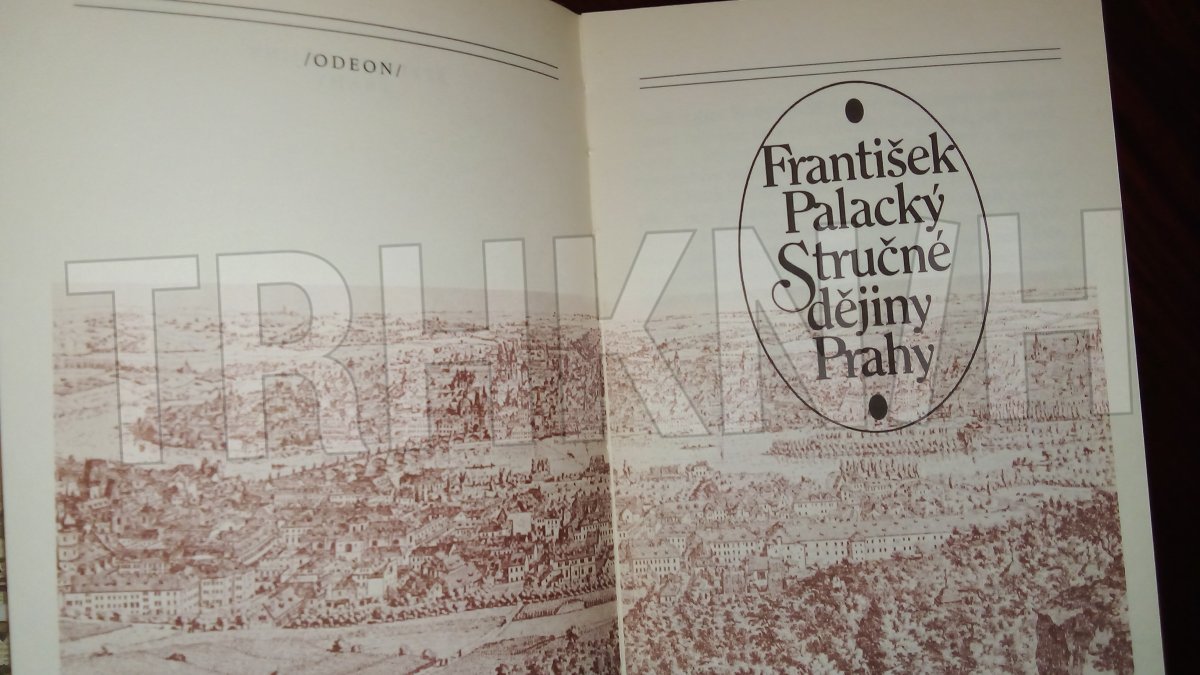 /ODEON/
František
Palacký
Stručné
dějiny
Prahy
TRHKNIH